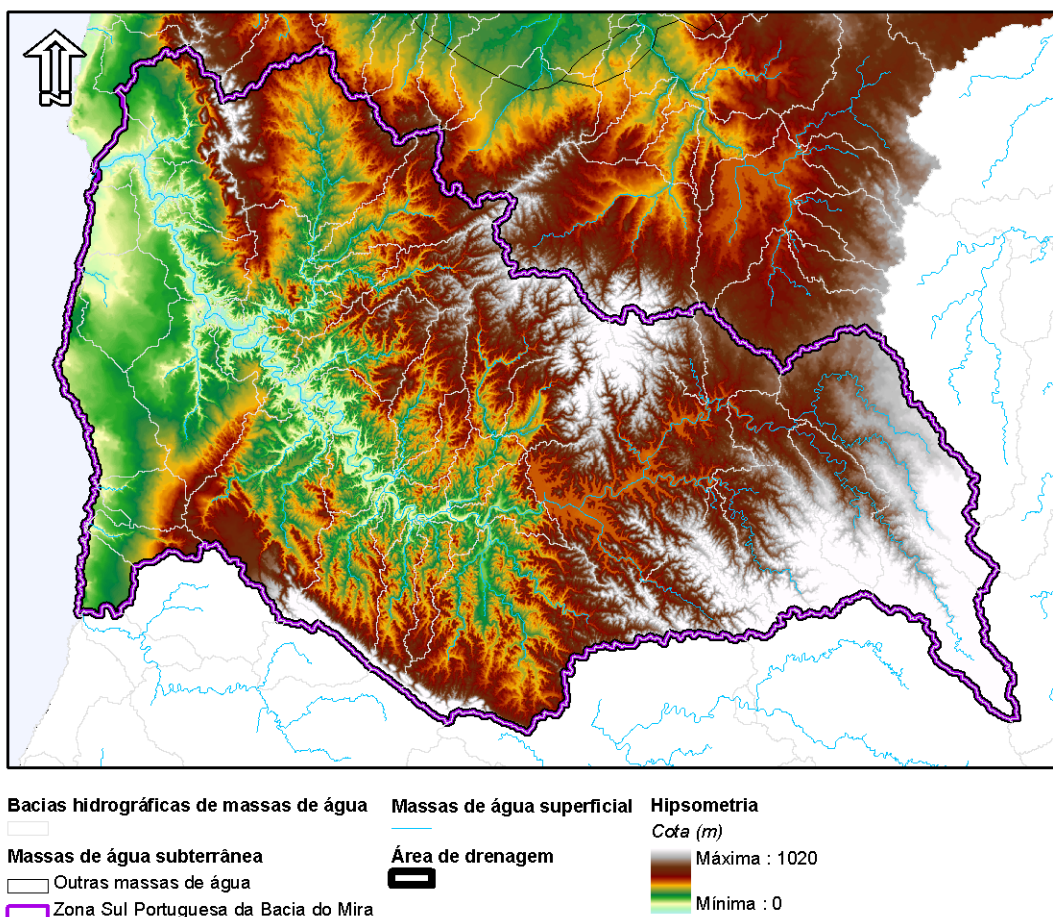 N
Bacias hidrográficas de massas de água
Massas de água subterrânea
Outras massas de água
Zona Sul Portuguesa da Bacia do Mira
Massas de água superficial
Área de drenagem
Hipsometria
Cota (m)
Máxima : 1020
Mínima : 0